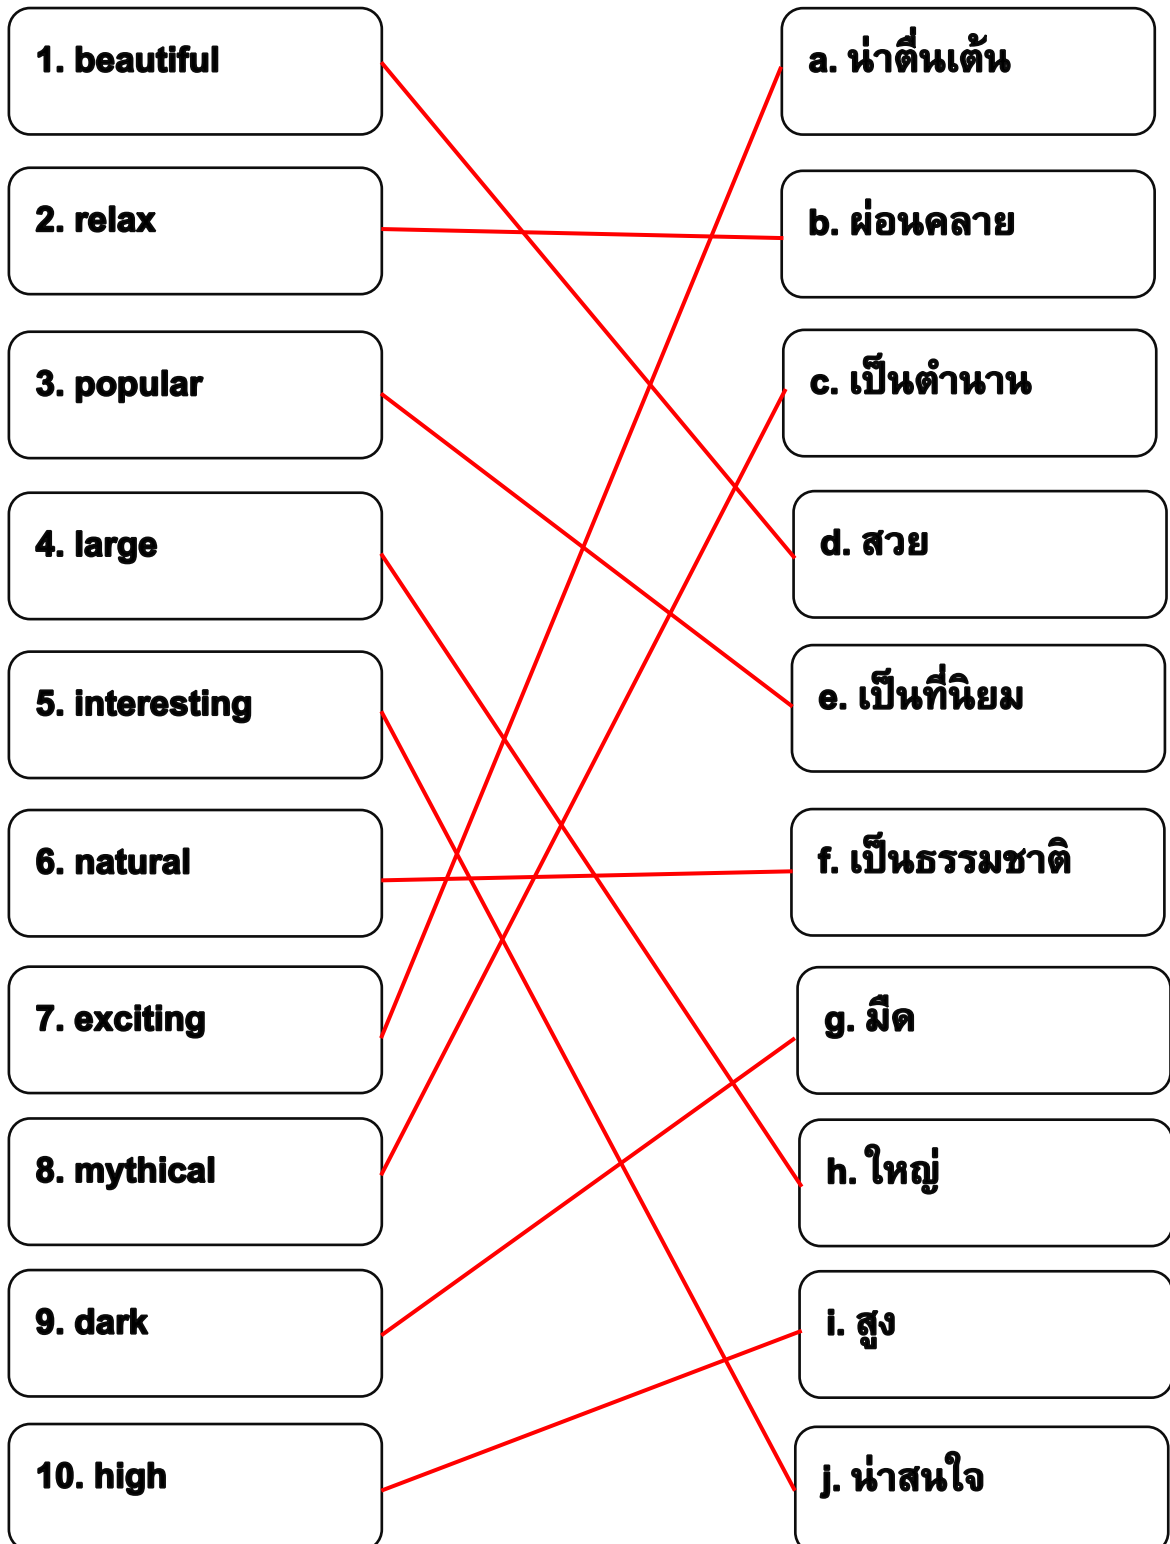 1. beautiful
a. น่าตื่นเต้น
2. relax
b. ผ่อนคลาย
3. popular
c. เป็นตำนาน
4. large
d. สวย
5. interesting
e. เป็นที่นิยม
6. natural
f. เป็นธรรมชาติ
7. exciting
g. มืด
8. mythical
h. ใหญ่
9. dark
i. สูง
10. high
j. น่าสนใจ